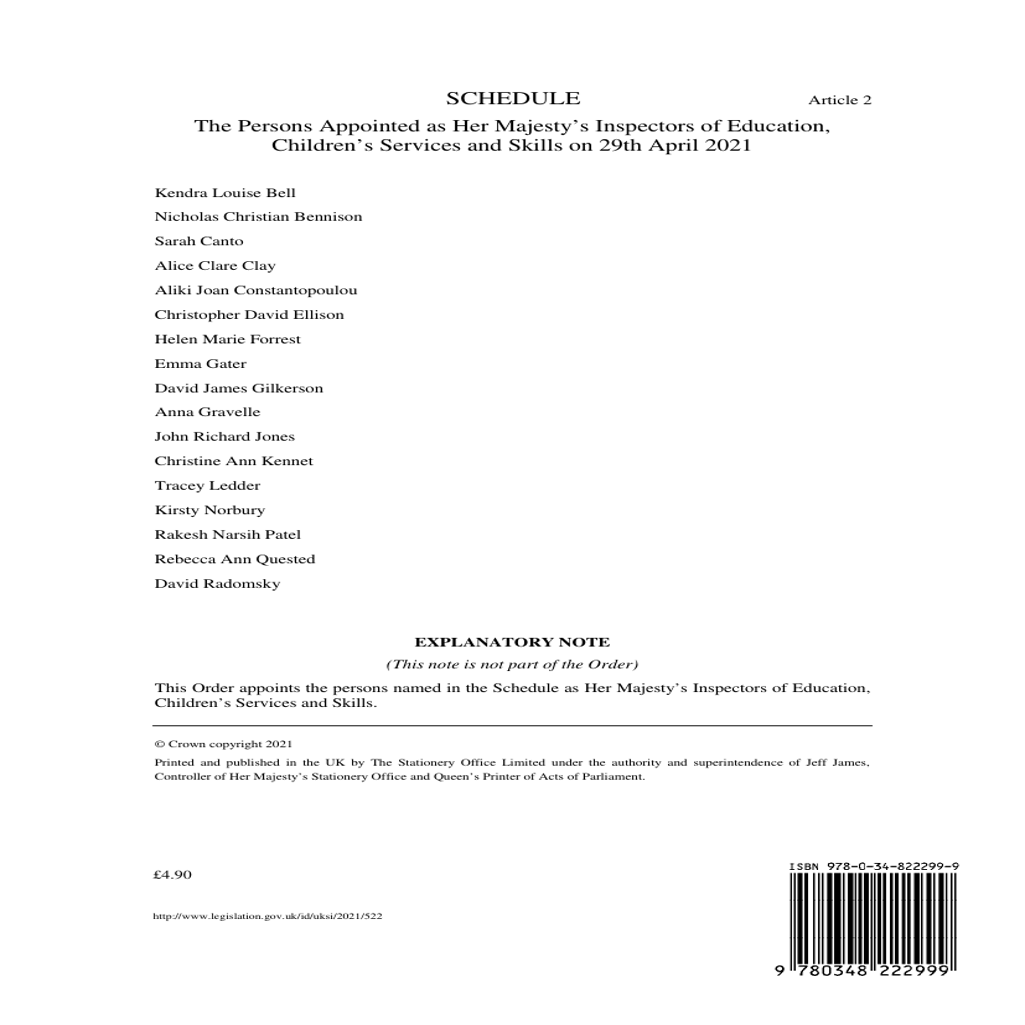 SCHEDULE Article 2
The Persons Appointed as Her Majesty’s Inspectors of Education,
Children’s Services and Skills on 29th April 2021
Kendra Louise Bell
Nicholas Christian Bennison
Sarah Canto
Alice Clare Clay
Aliki Joan Constantopoulou
Christopher David Ellison
Helen Marie Forrest
Emma Gater
David James Gilkerson
Anna Gravelle
John Richard Jones
Christine Ann Kennet
Tracey Ledder
Kirsty Norbury
Rakesh Narsih Patel
Rebecca Ann Quested
David Radomsky
EXPLANATORY NOTE
(This note is not part of the Order)
This Order appoints the persons named in the Schedule as Her Majesty’s Inspectors of Education,
Children’s Services and Skills.
© Crown copyright 2021
Printed and published in the UK by The Stationery Office Limited under the authority and superintendence of Jeff James,
Controller of Her Majesty’s Stationery Office and Queen’s Printer of Acts of Parliament.
£4.90
http://www.legislation.gov.uk/id/uksi/2021/522
ISBN 978-0-34-822299-9
9 780348 222999